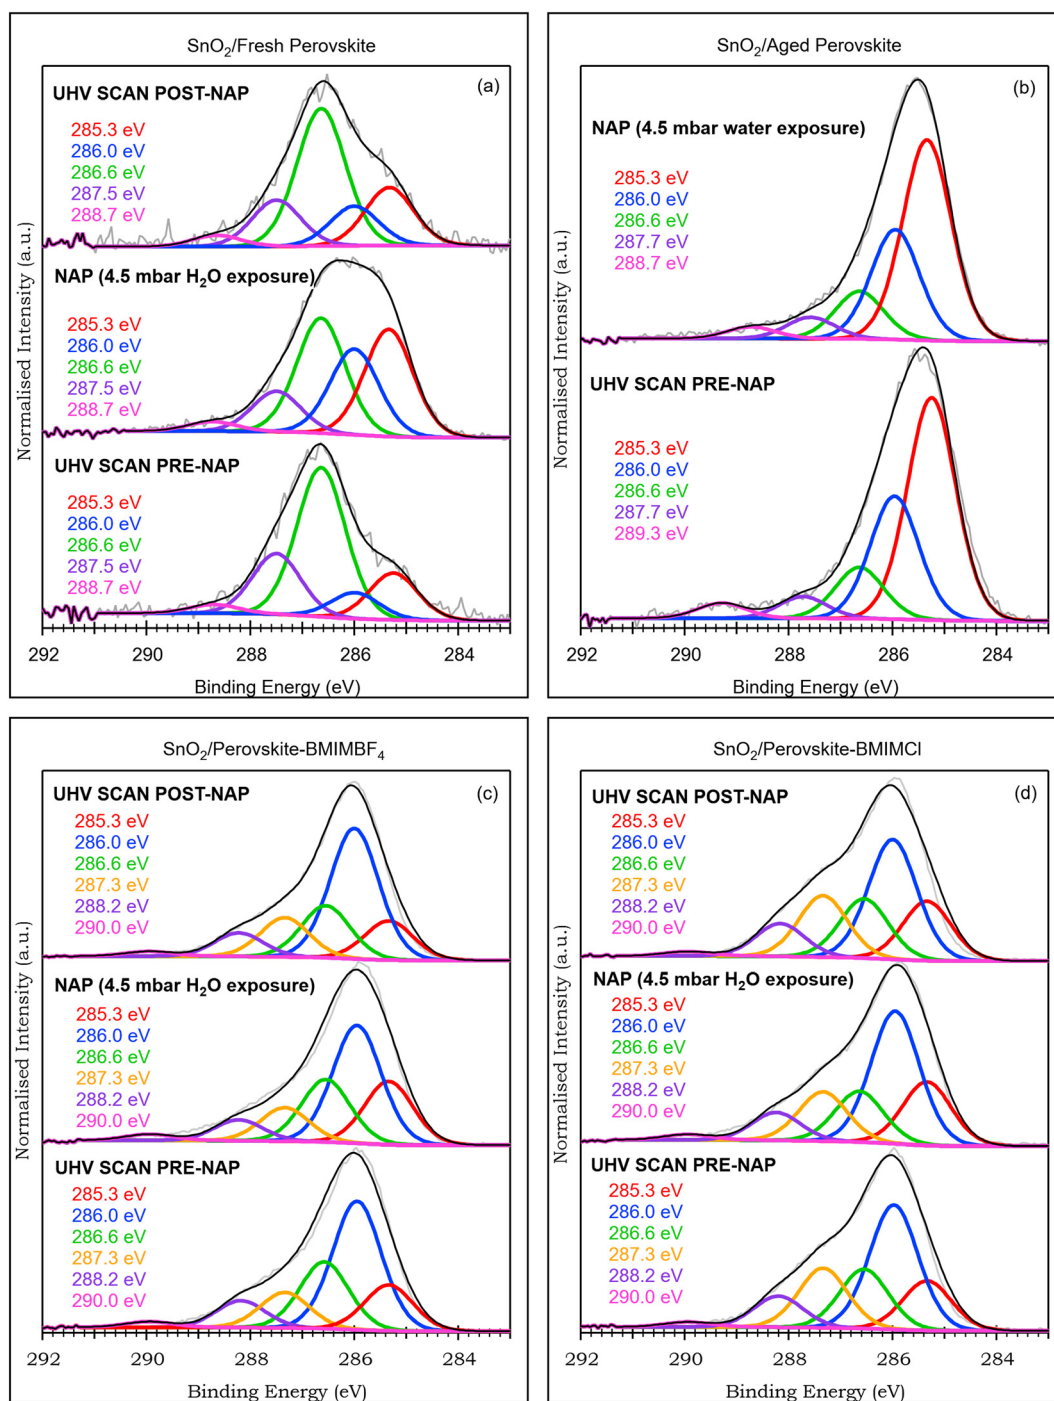 SnO₂/Fresh Perovskite
(a)
UHV SCAN POST-NAP
285.3 eV
286.0 eV
286.6 eV
287.5 eV
288.7 eV
NAP (4.5 mbar H₂O exposure)
285.3 eV
286.0 eV
286.6 eV
287.5 eV
288.7 eV
UHV SCAN PRE-NAP
285.3 eV
286.0 eV
286.6 eV
287.5 eV
288.7 eV
Normalised Intensity (a.u.)
292 290 288 286 284
Binding Energy (eV)
SnO₂/Aged Perovskite
(b)
NAP (4.5 mbar water exposure)
285.3 eV
286.0 eV
286.6 eV
287.7 eV
288.7 eV
UHV SCAN PRE-NAP
285.3 eV
286.0 eV
286.6 eV
287.7 eV
289.3 eV
Normalised Intensity (a.u.)
292 290 288 286 284
Binding Energy (eV)
SnO₂/Perovskite-BMIMBF₄
(c)
UHV SCAN POST-NAP
285.3 eV
286.0 eV
286.6 eV
287.3 eV
288.2 eV
290.0 eV
NAP (4.5 mbar H₂O exposure)
285.3 eV
286.0 eV
286.6 eV
287.3 eV
288.2 eV
290.0 eV
UHV SCAN PRE-NAP
285.3 eV
286.0 eV
286.6 eV
287.3 eV
288.2 eV
290.0 eV
Normalised Intensity (a.u.)
292 290 288 286 284
Binding Energy (eV)
SnO₂/Perovskite-BMIMCl
(d)
UHV SCAN POST-NAP
285.3 eV
286.0 eV
286.6 eV
287.3 eV
288.2 eV
290.0 eV
NAP (4.5 mbar H₂O exposure)
285.3 eV
286.0 eV
286.6 eV
287.3 eV
288.2 eV
290.0 eV
UHV SCAN PRE-NAP
285.3 eV
286.0 eV
286.6 eV
287.3 eV
288.2 eV
290.0 eV
Normalised Intensity (a.u.)
292 290 288 286 284
Binding Energy (eV)